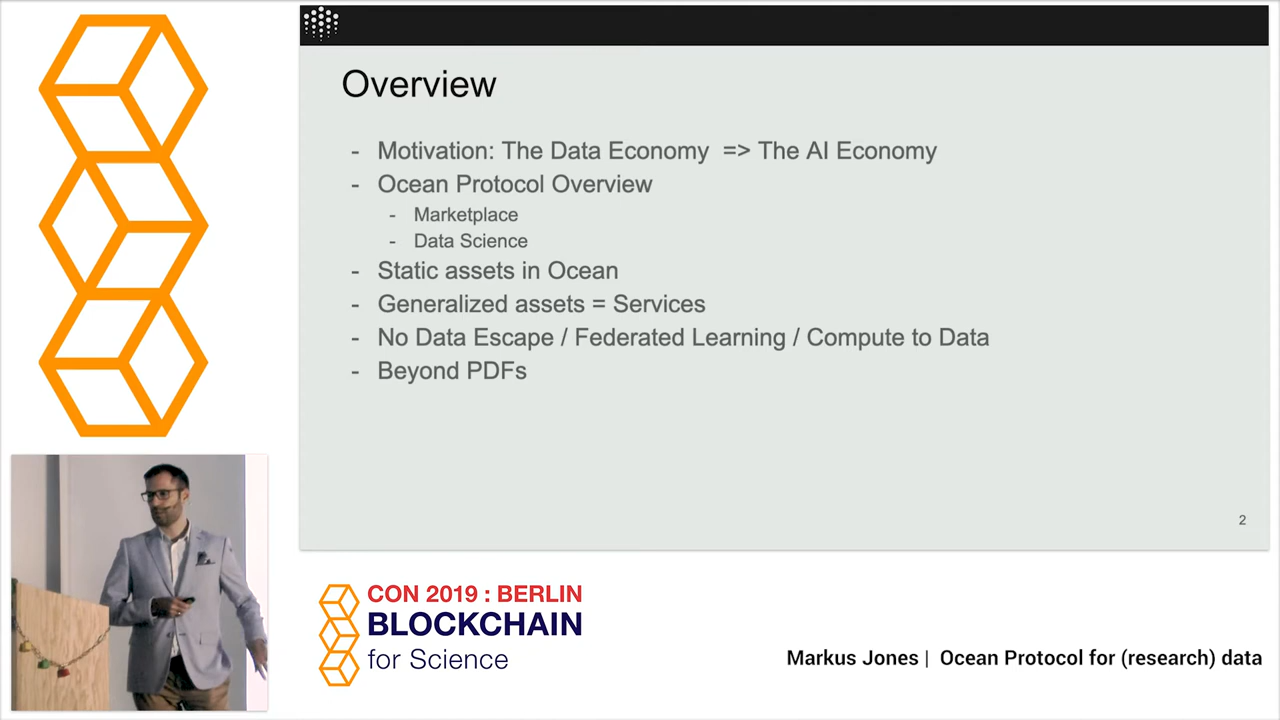 Overview
- Motivation: The Data Economy => The AI Economy
- Ocean Protocol Overview
- Marketplace
- Data Science
- Static assets in Ocean
- Generalized assets = Services
- No Data Escape / Federated Learning / Compute to Data
- Beyond PDFs
2
CON 2019 : BERLIN
BLOCKCHAIN
for Science
Markus Jones | Ocean Protocol for (research) data